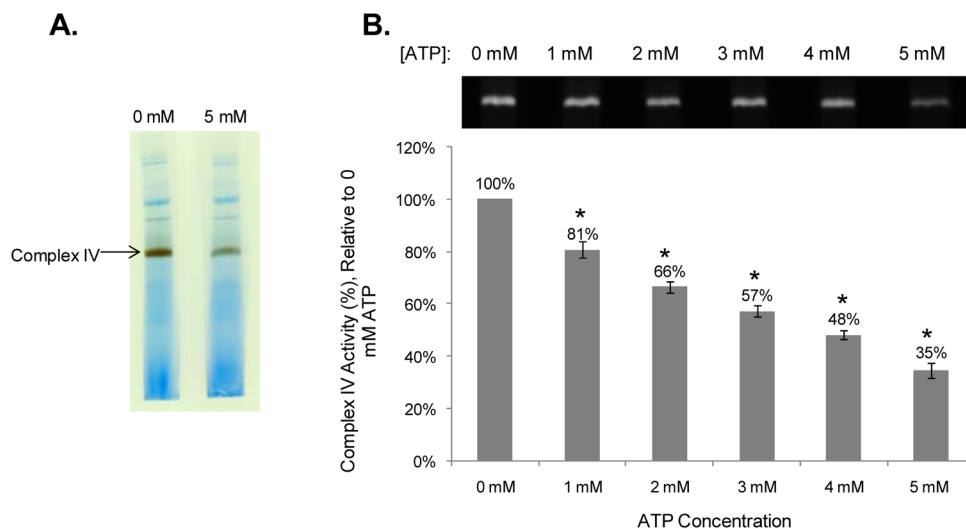 A.
0 mM 5 mM
Complex IV
B.
[ATP]: 0 mM 1 mM 2 mM 3 mM 4 mM 5 mM
Complex IV Activity (%), Relative to 0
mM ATP
120%
100%
80%
60%
40%
20%
0%
100%
* 81%
* 66%
* 57%
* 48%
* 35%
0 mM 1 mM 2 mM 3 mM 4 mM 5 mM
ATP Concentration